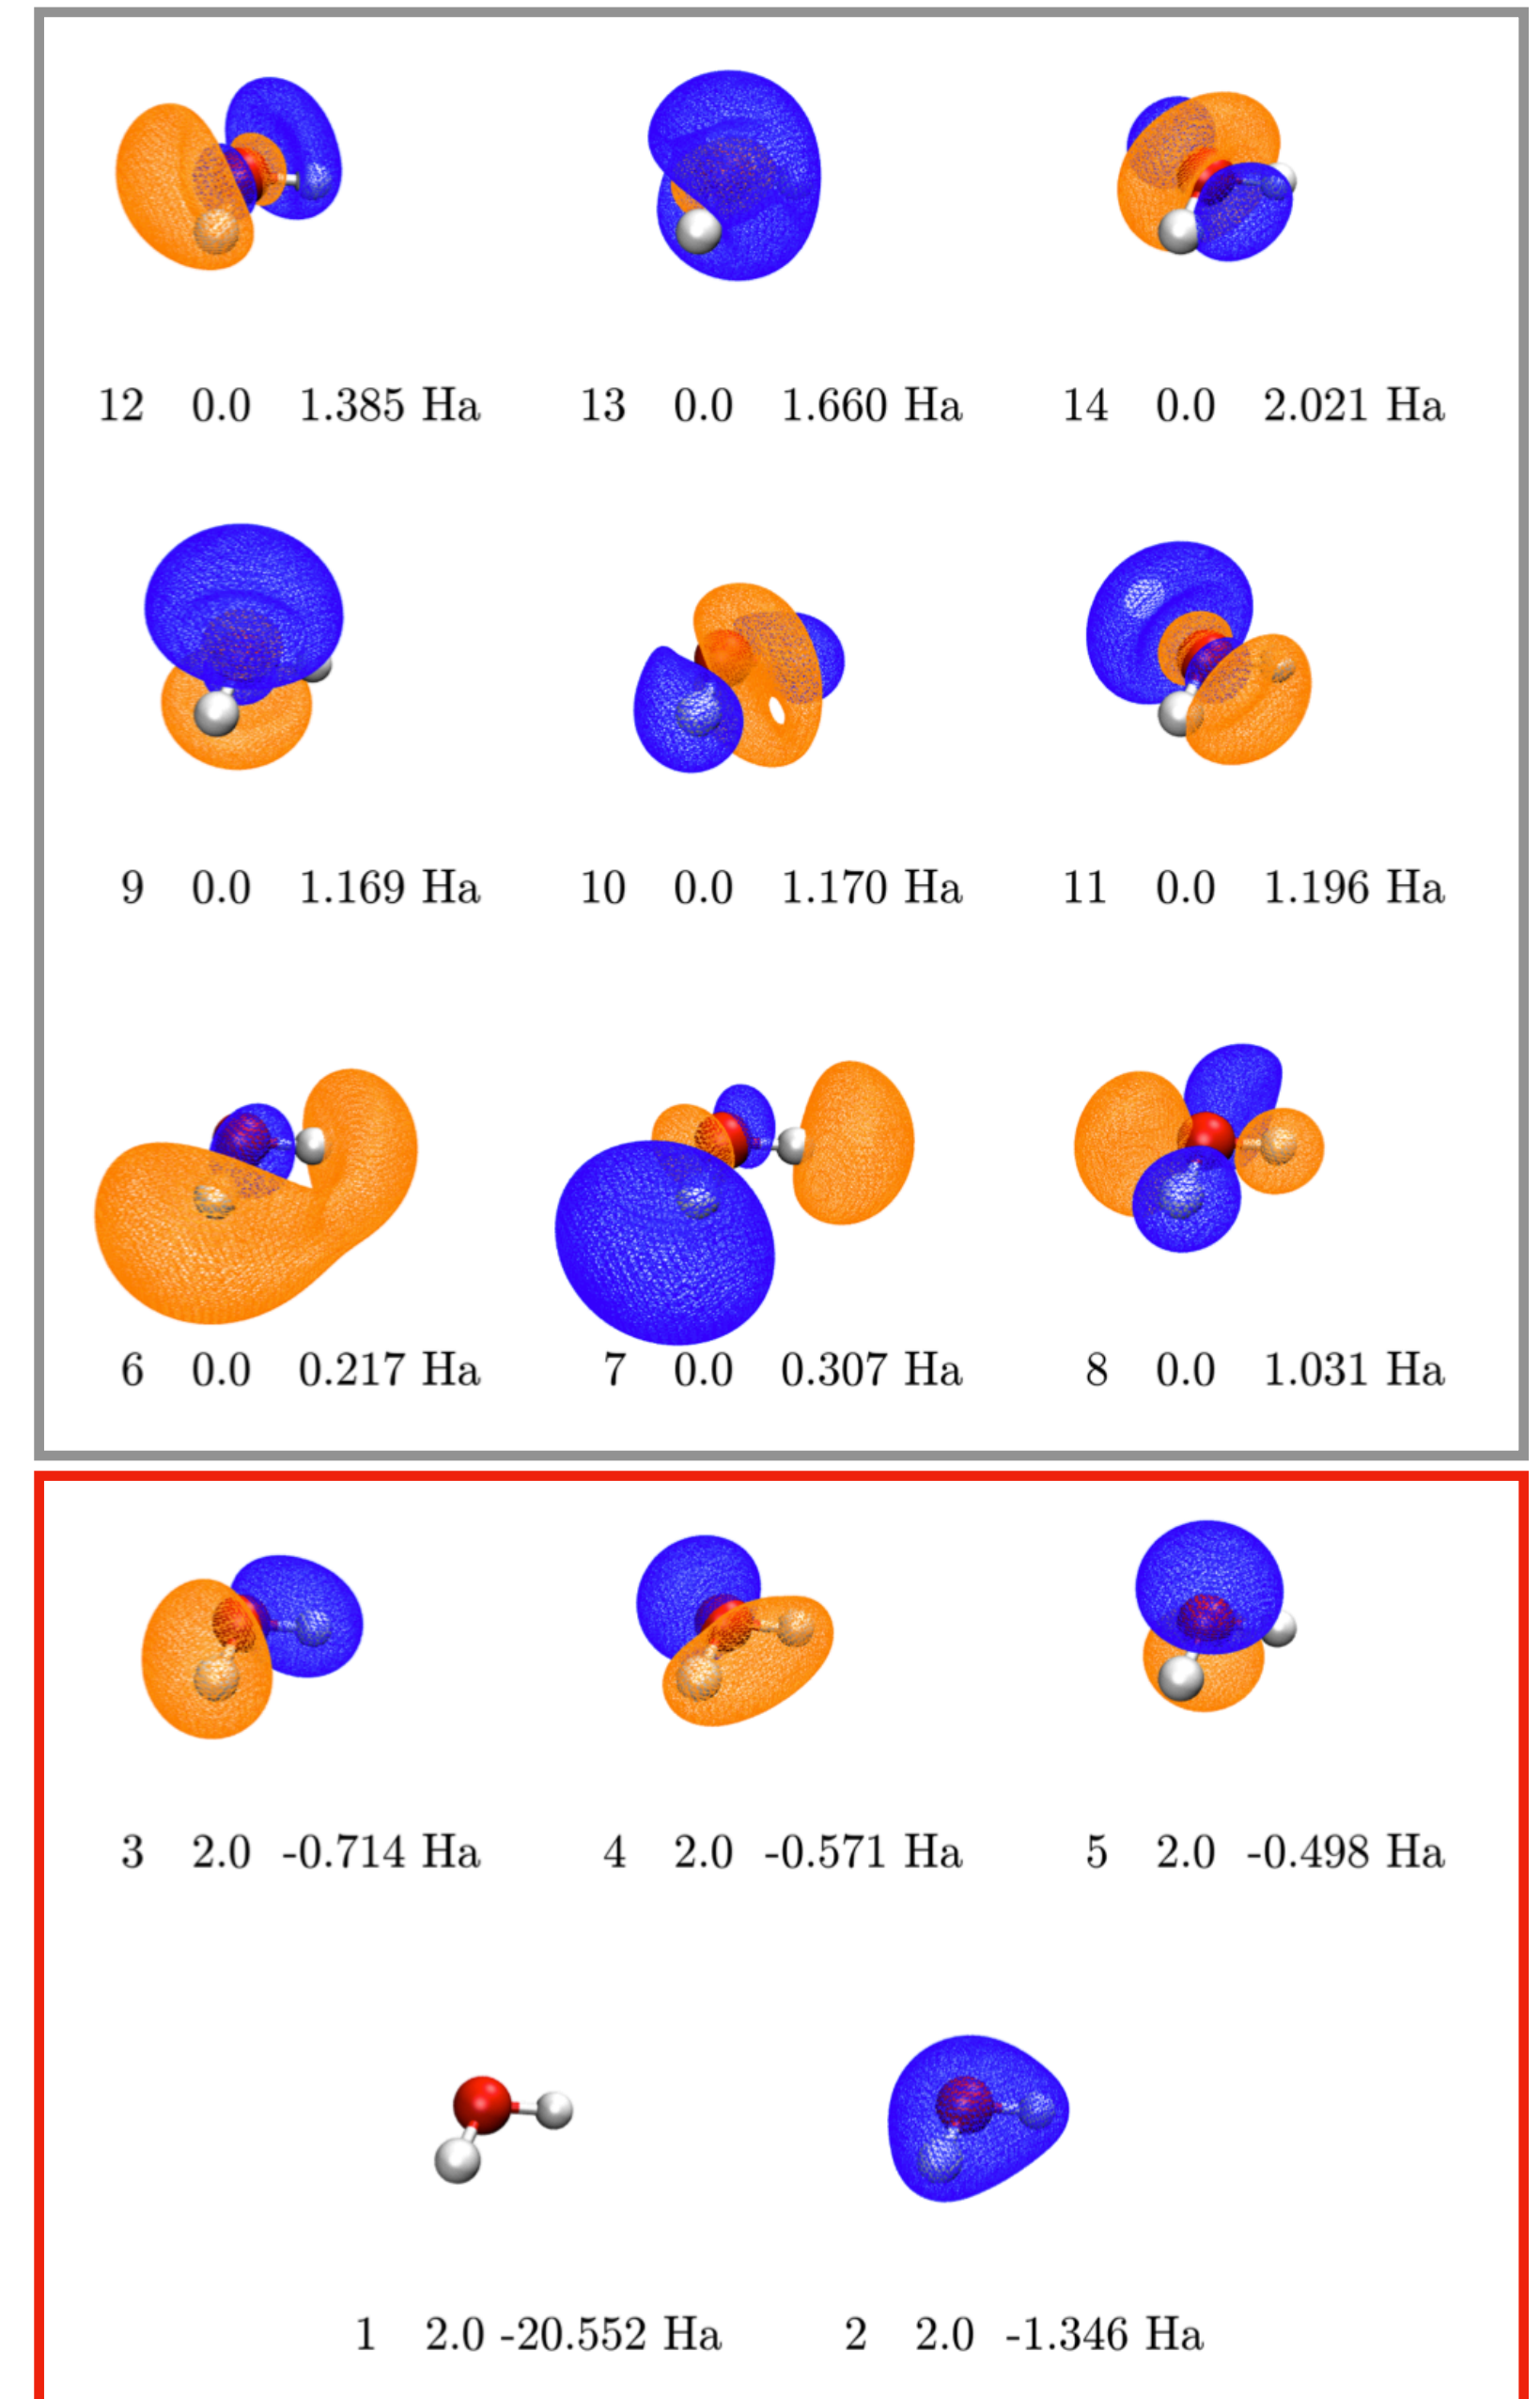 12 0.0 1.385 Ha 13 0.0 1.660 Ha 14 0.0 2.021 Ha
9 0.0 1.169 Ha 10 0.0 1.170 Ha 11 0.0 1.196 Ha
6 0.0 0.217 Ha 7 0.0 0.307 Ha 8 0.0 1.031 Ha
3 2.0 -0.714 Ha 4 2.0 -0.571 Ha 5 2.0 -0.498 Ha
1 2.0 -20.552 Ha 2 2.0 -1.346 Ha